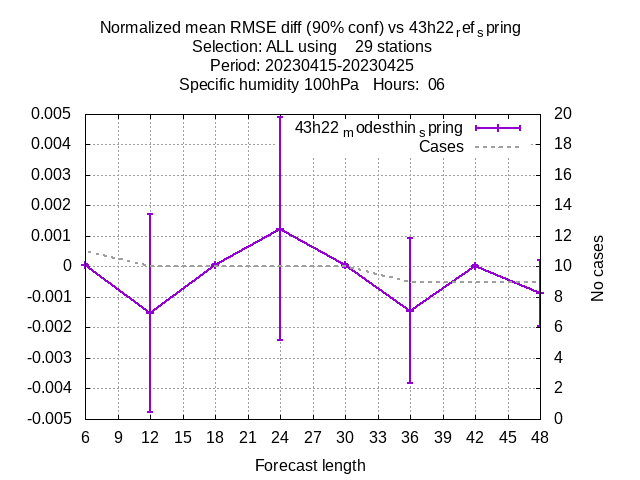 Normalized mean RMSE diff (90% conf) vs 43h22ᵣefₛpring
Selection: ALL using    29 stations
Period: 20230415-20230425
Specific humidity 100hPa   Hours:  06
43h22 ₘodesthinₛpring
Cases
0.005
0.004
0.003
0.002
0.001
0
-0.001
-0.002
-0.003
-0.004
-0.005
20
18
16
14
12
10
8
6
4
2
0
No cases
6 9 12 15 18 21 24 27 30 33 36 39 42 45 48
Forecast length